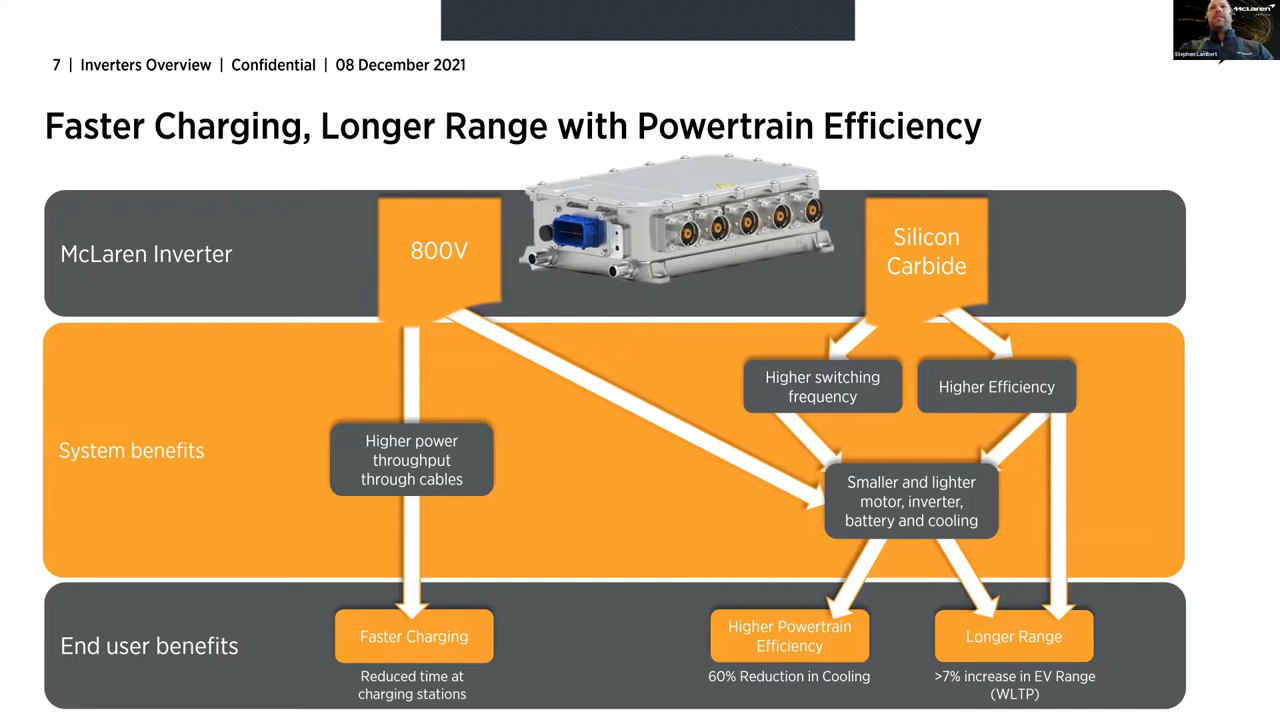 McLaren
Stephen Lambert
7 | Inverters Overview | Confidential | 08 December 2021
Faster Charging, Longer Range with Powertrain Efficiency
McLaren Inverter
800V
Silicon
Carbide
System benefits
Higher switching
frequency
Higher Efficiency
Higher power
throughput
through cables
Smaller and lighter
motor, inverter,
battery and cooling
End user benefits
Faster Charging
Reduced time at
charging stations
Higher Powertrain
Efficiency
60% Reduction in Cooling
Longer Range
>7% increase in EV Range
(WLTP)